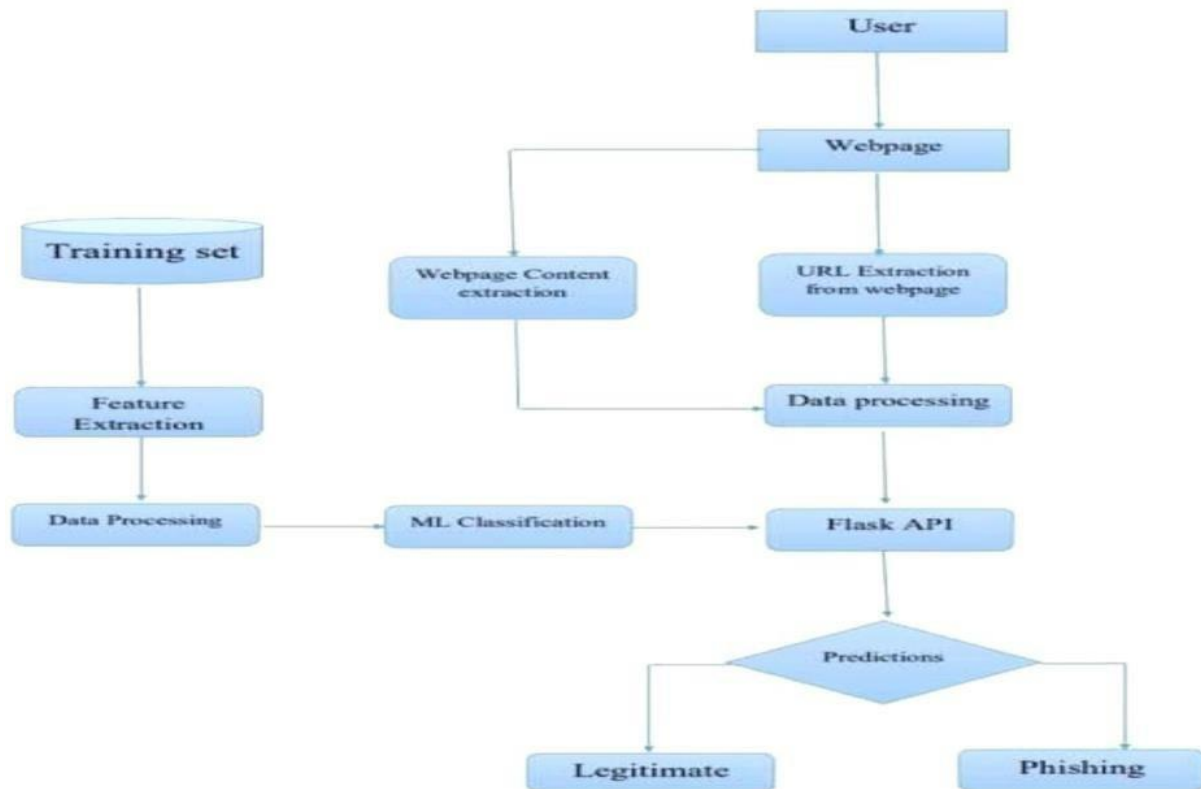 User
Webpage
Training set
Webpage Content
extraction
URL Extraction
from webpage
Feature
Extraction
Data processing
Data Processing
ML Classification
Flask API
Predictions
Legitimate
Phishing